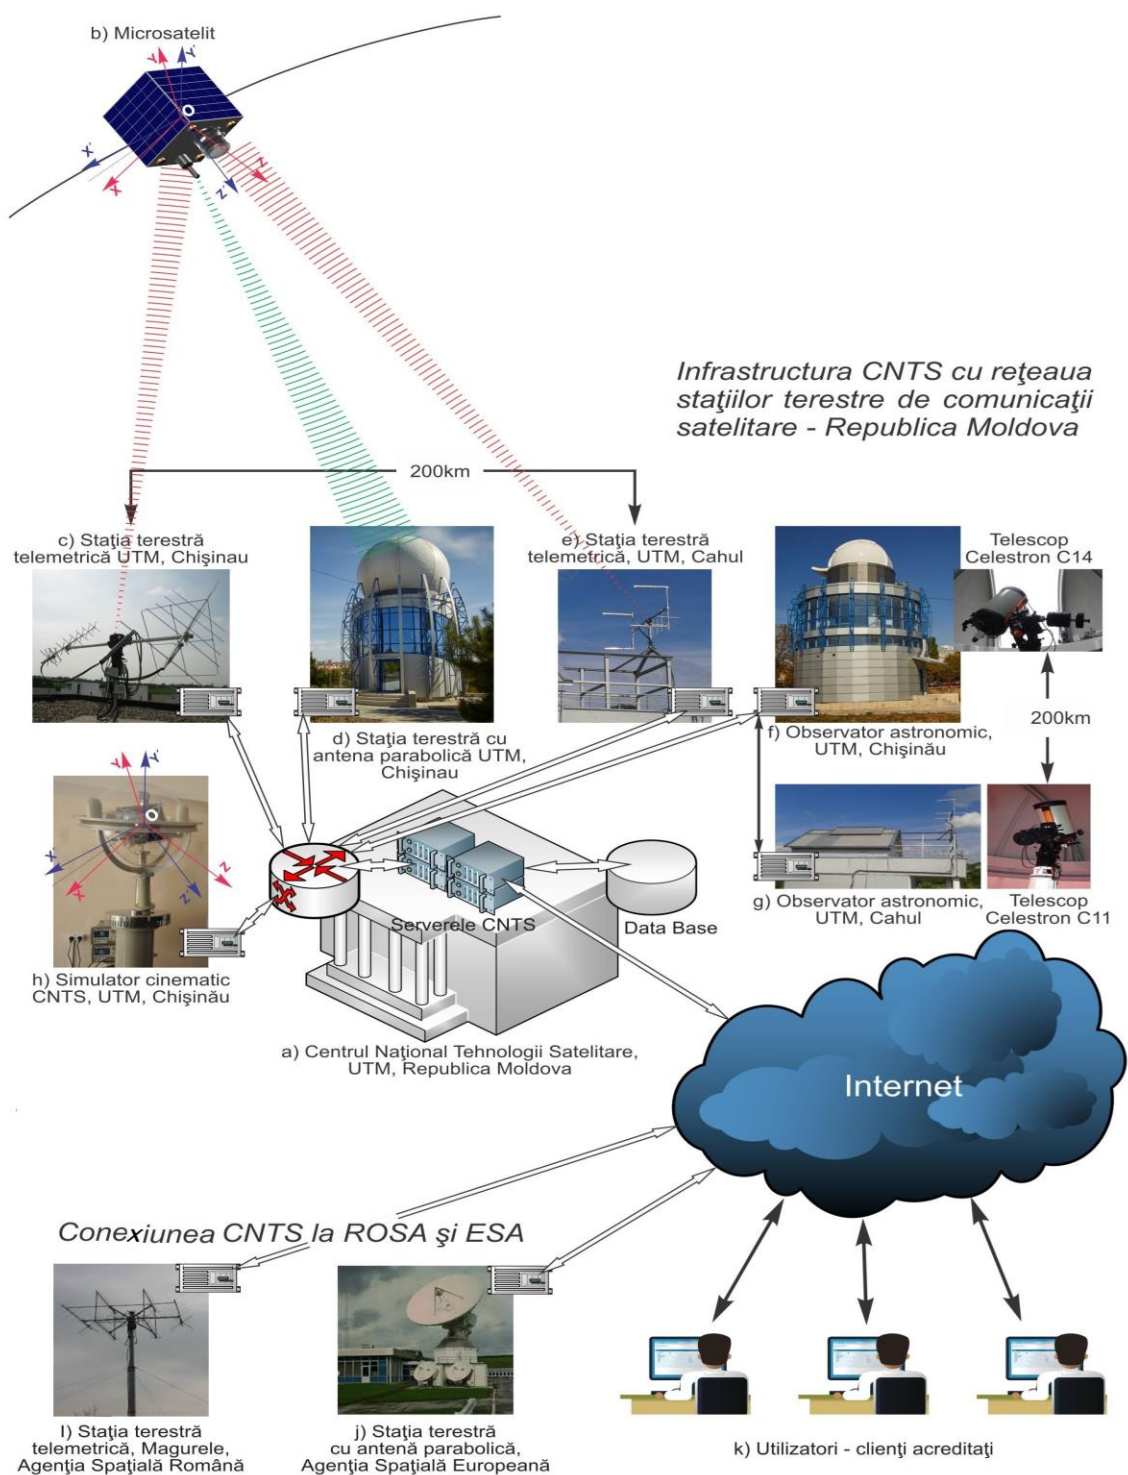 b) Microsatelit
Y
Y'
O
X'
X
Z'
Z
Infrastructura CNTS cu reţeaua
staţiilor terestre de comunicaţii
satelitare - Republica Moldova
200km
c) Staţia terestră
telemetrică UTM, Chişinau
e) Staţia terestră
telemetrică, UTM, Cahul
Telescop
Celestron C14
d) Staţia terestră cu
antena parabolică UTM,
Chişinau
f) Observator astronomic,
UTM, Chişinău
200km
Y
Y'
O
X'
X
Z'
Z
g) Observator astronomic,
UTM, Cahul
Telescop
Celestron C11
Serverele CNTS
Data Base
h) Simulator cinematic
CNTS, UTM, Chişinău
a) Centrul Naţional Tehnologii Satelitare,
UTM, Republica Moldova
Internet
Conexiunea CNTS la ROSA şi ESA
l) Staţia terestră
telemetrică, Magurele,
Agenţia Spaţială Română
j) Staţia terestră
cu antenă parabolică,
Agenţia Spaţială Europeană
k) Utilizatori - clienţi acreditaţi